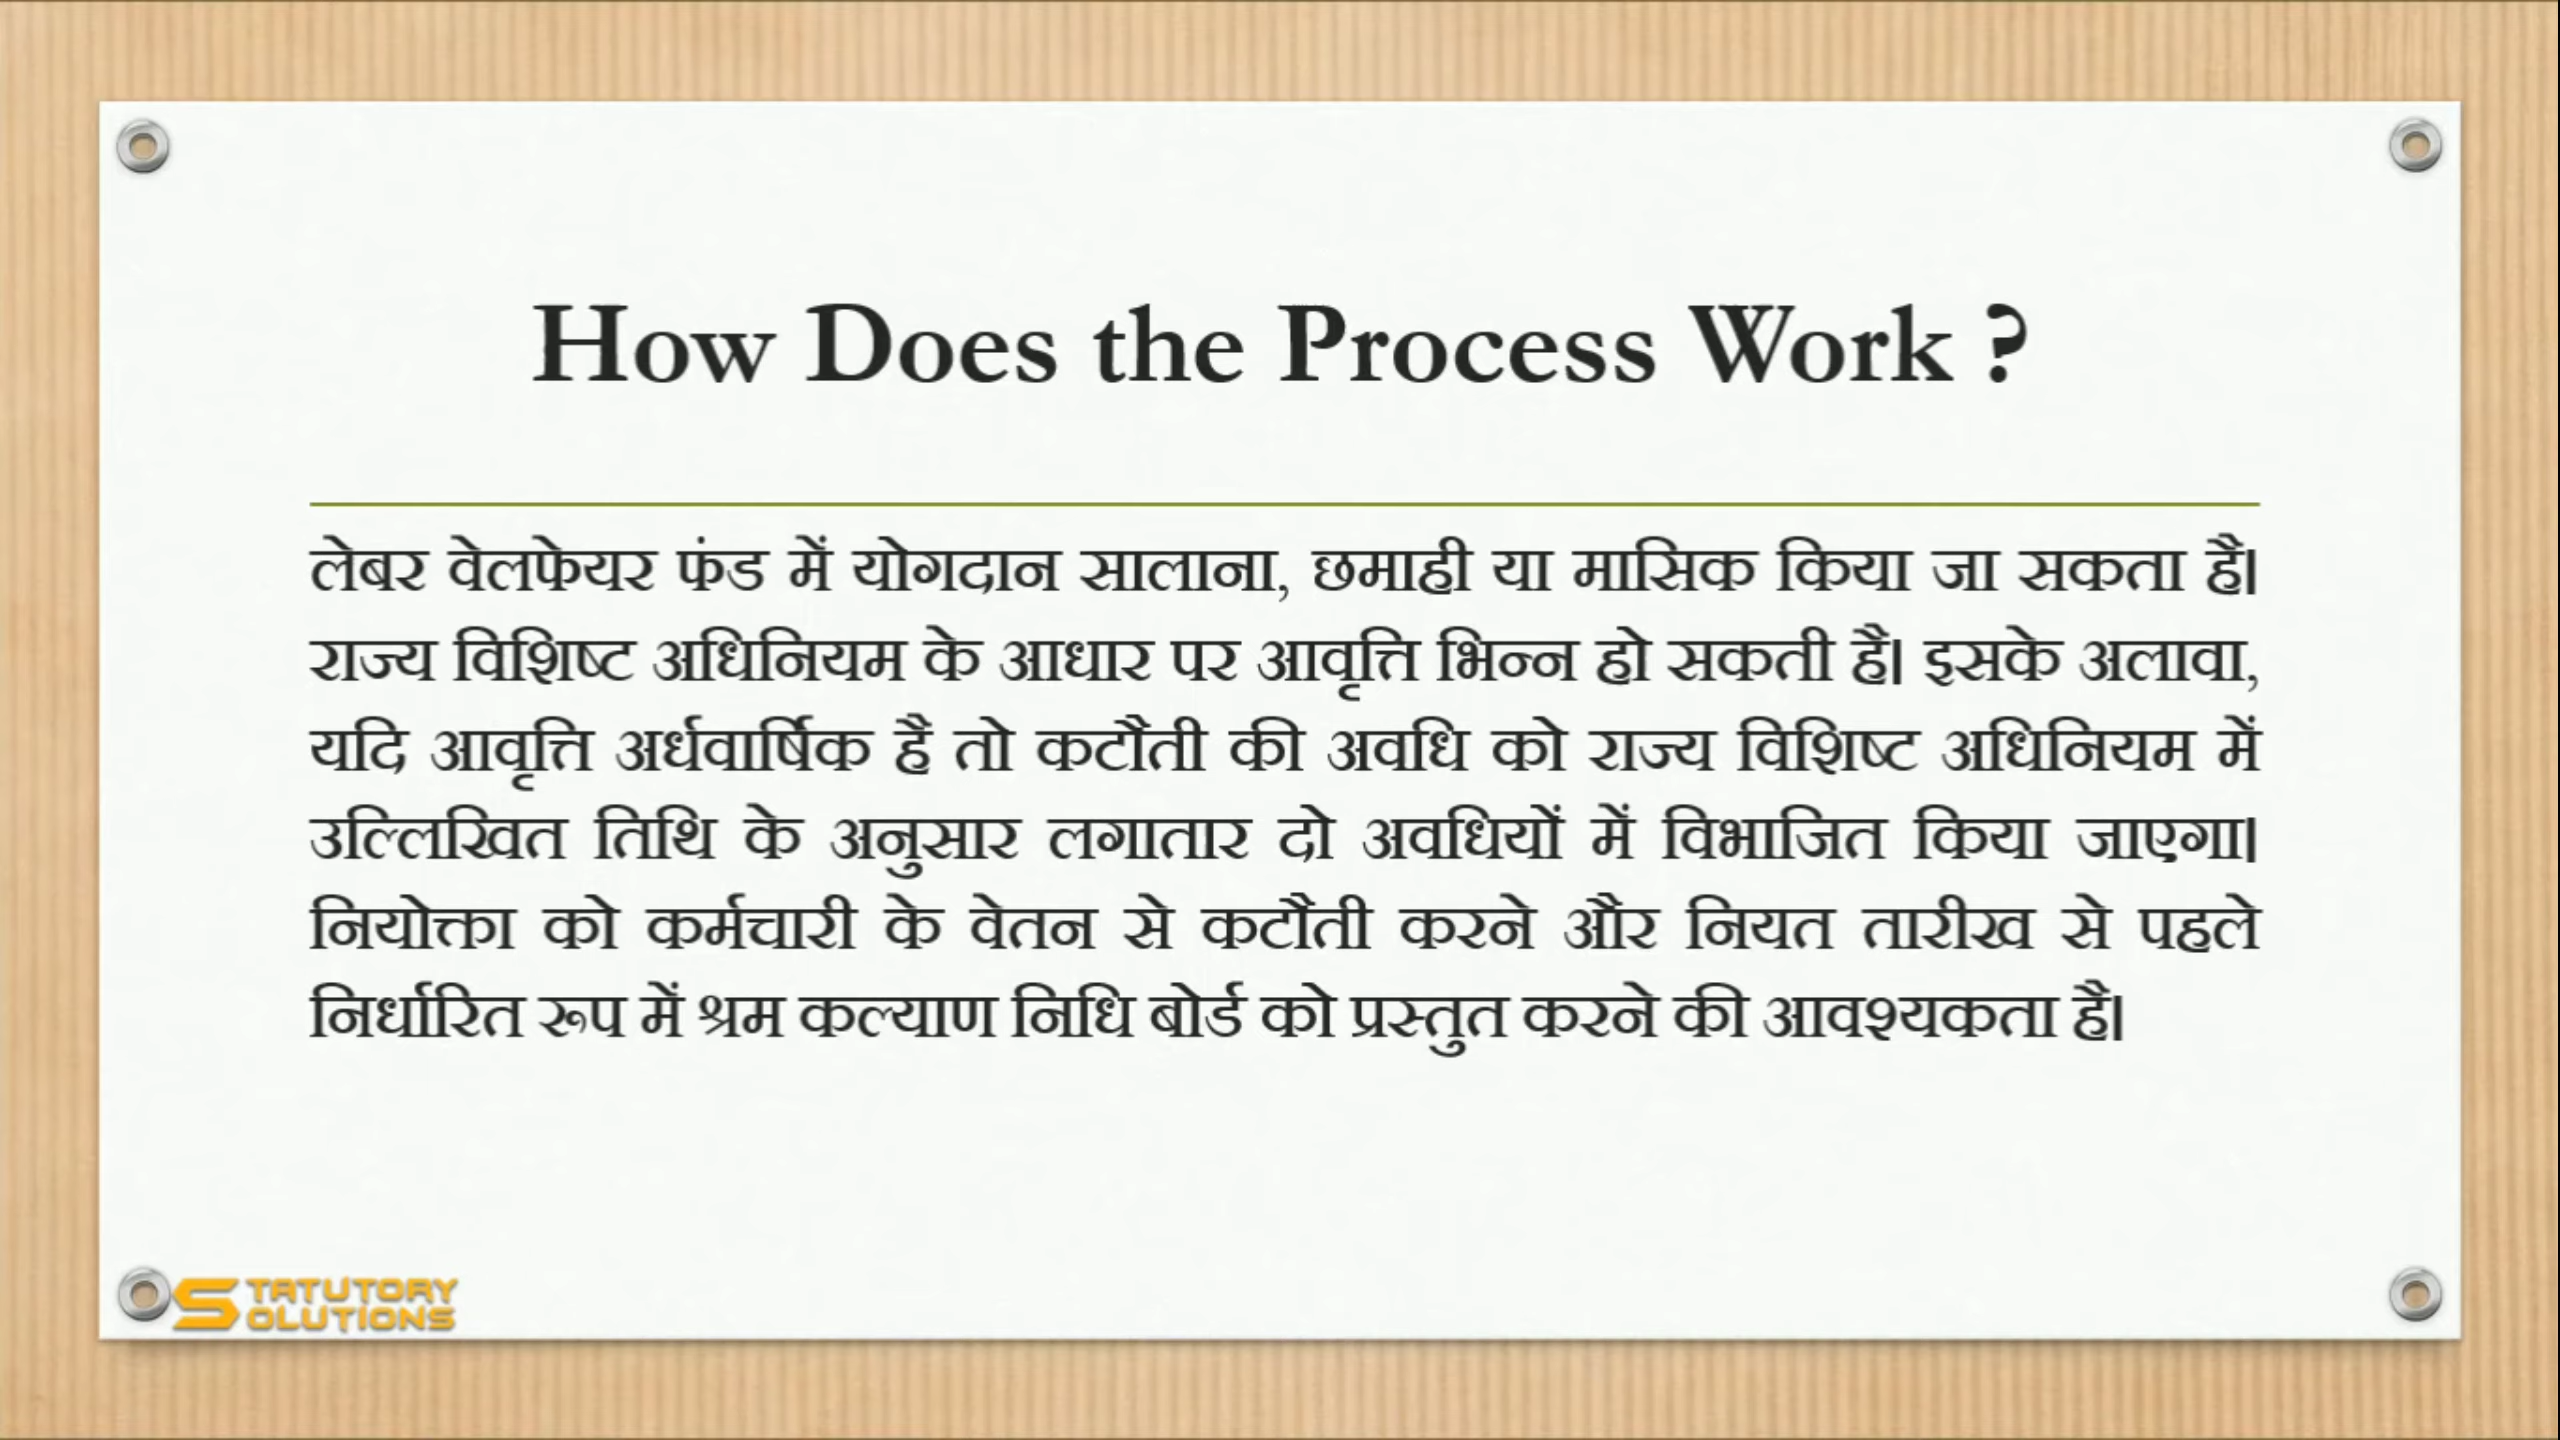 How Does the Process Work ?
लेबर वेलफेयर फंड में योगदान सालाना, छमाही या मासिक किया जा सकता है।
राज्य विशिष्ट अधिनियम के आधार पर आवृत्ति भिन्न हो सकती है। इसके अलावा,
यदि आवृत्ति अर्धवार्षिक है तो कटौती की अवधि को राज्य विशिष्ट अधिनियम में
उल्लिखित तिथि के अनुसार लगातार दो अवधियों में विभाजित किया जाएगा।
नियोक्ता को कर्मचारी के वेतन से कटौती करने और नियत तारीख से पहले
निर्धारित रूप में श्रम कल्याण निधि बोर्ड को प्रस्तुत करने की आवश्यकता है।
STATUTORY
SOLUTIONS